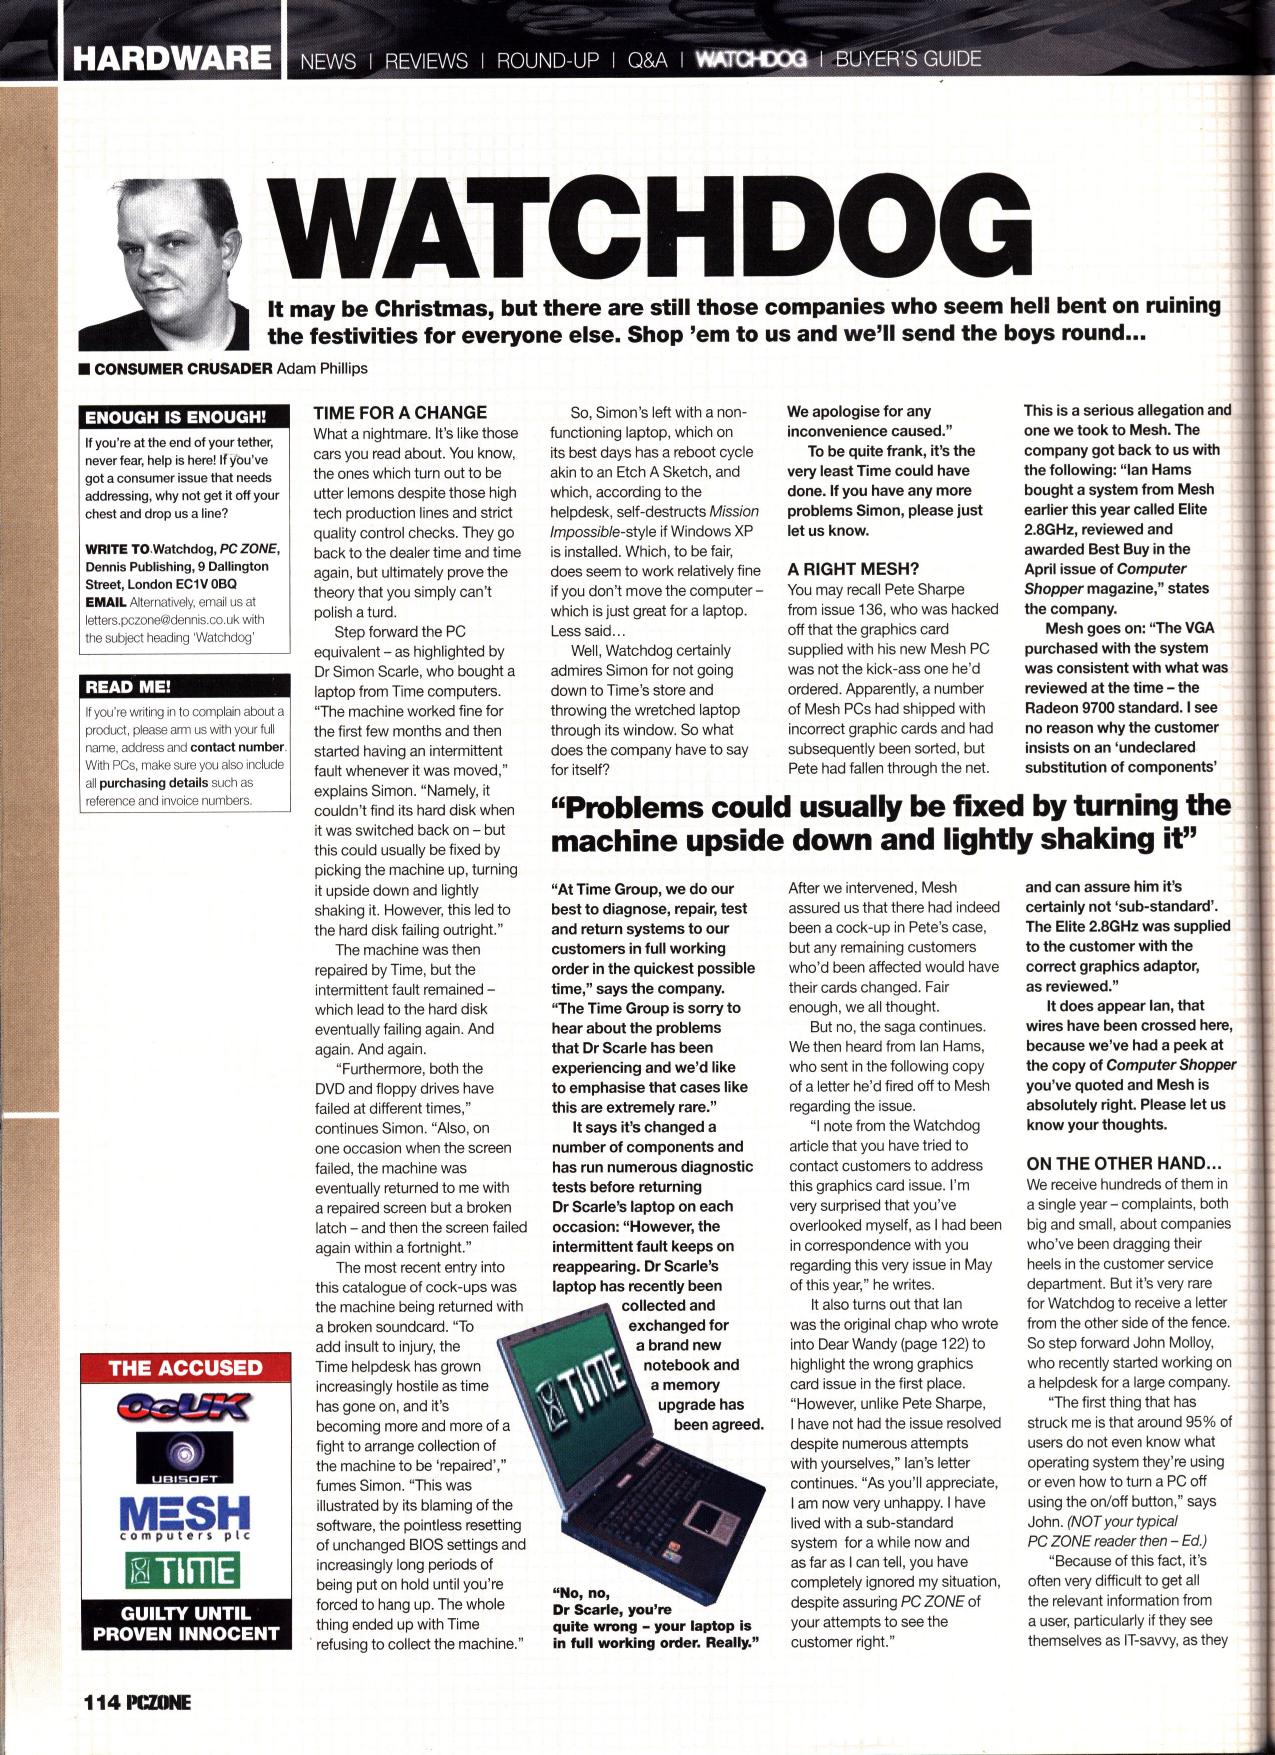 HARDWARE
NEWS | REVIEWS | ROUND-UP | Q&A | WATCHDOG | BUYER'S GUIDE
WATCHDOG
It may be Christmas, but there are still those companies who seem hell bent on ruining
the festivities for everyone else. Shop 'em to us and we'll send the boys round...
■ CONSUMER CRUSADER Adam Phillips
ENOUGH IS ENOUGH!
If you're at the end of your tether,
never fear, help is here! If you've
got a consumer issue that needs
addressing, why not get it off your
chest and drop us a line?
WRITE TO Watchdog, PC ZONE,
Dennis Publishing, 9 Dallington
Street, London EC1V 0BQ
EMAIL Alternatively, email us at
letters.pczone@dennis.co.uk with
the subject heading 'Watchdog'
READ ME!
If you're writing in to complain about a
product, please arm us with your full
name, address and contact number.
With PCs, make sure you also include
all purchasing details such as
reference and invoice numbers.
THE ACCUSED
OcUK
UBISOFT
MESH
computers plc
TIME
GUILTY UNTIL
PROVEN INNOCENT
TIME FOR A CHANGE
What a nightmare. It's like those
cars you read about. You know,
the ones which turn out to be
utter lemons despite those high
tech production lines and strict
quality control checks. They go
back to the dealer time and time
again, but ultimately prove the
theory that you simply can't
polish a turd.
Step forward the PC
equivalent – as highlighted by
Dr Simon Scarle, who bought a
laptop from Time computers.
"The machine worked fine for
the first few months and then
started having an intermittent
fault whenever it was moved,"
explains Simon. "Namely, it
couldn't find its hard disk when
it was switched back on – but
this could usually be fixed by
picking the machine up, turning
it upside down and lightly
shaking it. However, this led to
the hard disk failing outright."
The machine was then
repaired by Time, but the
intermittent fault remained –
which lead to the hard disk
eventually failing again. And
again. And again.
"Furthermore, both the
DVD and floppy drives have
failed at different times,"
continues Simon. "Also, on
one occasion when the screen
failed, the machine was
eventually returned to me with
a repaired screen but a broken
latch – and then the screen failed
again within a fortnight."
The most recent entry into
this catalogue of cock-ups was
the machine being returned with
a broken soundcard. "To
add insult to injury, the
Time helpdesk has grown
increasingly hostile as time
has gone on, and it's
becoming more and more of a
fight to arrange collection of
the machine to be 'repaired',"
fumes Simon. "This was
illustrated by its blaming of the
software, the pointless resetting
of unchanged BIOS settings and
increasingly long periods of
being put on hold until you're
forced to hang up. The whole
thing ended up with Time
refusing to collect the machine."
So, Simon's left with a non-
functioning laptop, which on
its best days has a reboot cycle
akin to an Etch A Sketch, and
which, according to the
helpdesk, self-destructs Mission
Impossible-style if Windows XP
is installed. Which, to be fair,
does seem to work relatively fine
if you don't move the computer –
which is just great for a laptop.
Less said...
Well, Watchdog certainly
admires Simon for not going
down to Time's store and
throwing the wretched laptop
through its window. So what
does the company have to say
for itself?
"Problems could usually be fixed by turning the
machine upside down and lightly shaking it"
"At Time Group, we do our
best to diagnose, repair, test
and return systems to our
customers in full working
order in the quickest possible
time," says the company.
"The Time Group is sorry to
hear about the problems
that Dr Scarle has been
experiencing and we'd like
to emphasise that cases like
this are extremely rare."
It says it's changed a
number of components and
has run numerous diagnostic
tests before returning
Dr Scarle's laptop on each
occasion: "However, the
intermittent fault keeps on
reappearing. Dr Scarle's
laptop has recently been
collected and
exchanged for
a brand new
notebook and
a memory
upgrade has
been agreed.
TIME
"No, no,
Dr Scarle, you're
quite wrong – your laptop is
in full working order. Really."
We apologise for any
inconvenience caused."
To be quite frank, it's the
very least Time could have
done. If you have any more
problems Simon, please just
let us know.
A RIGHT MESH?
You may recall Pete Sharpe
from issue 136, who was hacked
off that the graphics card
supplied with his new Mesh PC
was not the kick-ass one he'd
ordered. Apparently, a number
of Mesh PCs had shipped with
incorrect graphic cards and had
subsequently been sorted, but
Pete had fallen through the net.
After we intervened, Mesh
assured us that there had indeed
been a cock-up in Pete's case,
but any remaining customers
who'd been affected would have
their cards changed. Fair
enough, we all thought.
But no, the saga continues.
We then heard from Ian Hams,
who sent in the following copy
of a letter he'd fired off to Mesh
regarding the issue.
"I note from the Watchdog
article that you have tried to
contact customers to address
this graphics card issue. I'm
very surprised that you've
overlooked myself, as I had been
in correspondence with you
regarding this very issue in May
of this year," he writes.
It also turns out that Ian
was the original chap who wrote
into Dear Wandy (page 122) to
highlight the wrong graphics
card issue in the first place.
"However, unlike Pete Sharpe,
I have not had the issue resolved
despite numerous attempts
with yourselves," Ian's letter
continues. "As you'll appreciate,
I am now very unhappy. I have
lived with a sub-standard
system for a while now and
as far as I can tell, you have
completely ignored my situation,
despite assuring PC ZONE of
your attempts to see the
customer right."
This is a serious allegation and
one we took to Mesh. The
company got back to us with
the following: "Ian Hams
bought a system from Mesh
earlier this year called Elite
2.8GHz, reviewed and
awarded Best Buy in the
April issue of Computer
Shopper magazine," states
the company.
Mesh goes on: "The VGA
purchased with the system
was consistent with what was
reviewed at the time – the
Radeon 9700 standard. I see
no reason why the customer
insists on an 'undeclared
substitution of components'
and can assure him it's
certainly not 'sub-standard'.
The Elite 2.8GHz was supplied
to the customer with the
correct graphics adaptor,
as reviewed."
It does appear Ian, that
wires have been crossed here,
because we've had a peek at
the copy of Computer Shopper
you've quoted and Mesh is
absolutely right. Please let us
know your thoughts.
ON THE OTHER HAND...
We receive hundreds of them in
a single year – complaints, both
big and small, about companies
who've been dragging their
heels in the customer service
department. But it's very rare
for Watchdog to receive a letter
from the other side of the fence.
So step forward John Molloy,
who recently started working on
a helpdesk for a large company.
"The first thing that has
struck me is that around 95% of
users do not even know what
operating system they're using
or even how to turn a PC off
using the on/off button," says
John. (NOT your typical
PC ZONE reader then – Ed.)
"Because of this fact, it's
often very difficult to get all
the relevant information from
a user, particularly if they see
themselves as IT-savvy, as they
114 PCZONE